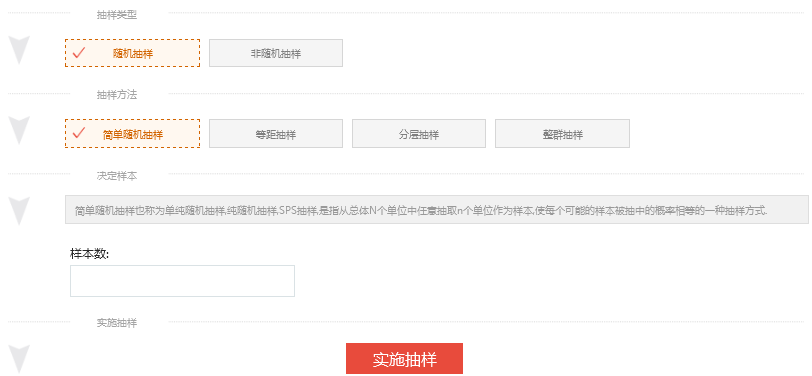 抽样类型
随机抽样 非随机抽样
抽样方法
简单随机抽样 等距抽样 分层抽样 整群抽样
决定样本
简单随机抽样也称为单纯随机抽样,纯随机抽样,SPS抽样,是指从总体N个单位中任意抽取n个单位作为样本,使每个可能的样本被抽中的概率相等的一种抽样方式.
样本数:
实施抽样
实施抽样